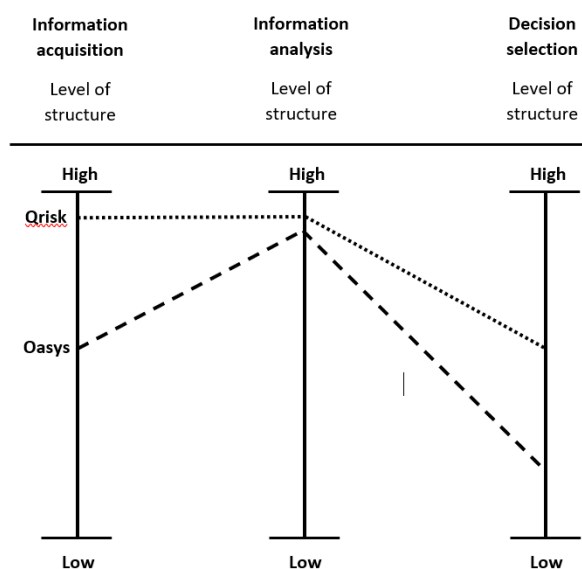 Information
acquisition
Information
analysis
Decision
selection
Level of
structure
Level of
structure
Level of
structure
High
High
High
Qrisk
Oasys
Low
Low
Low